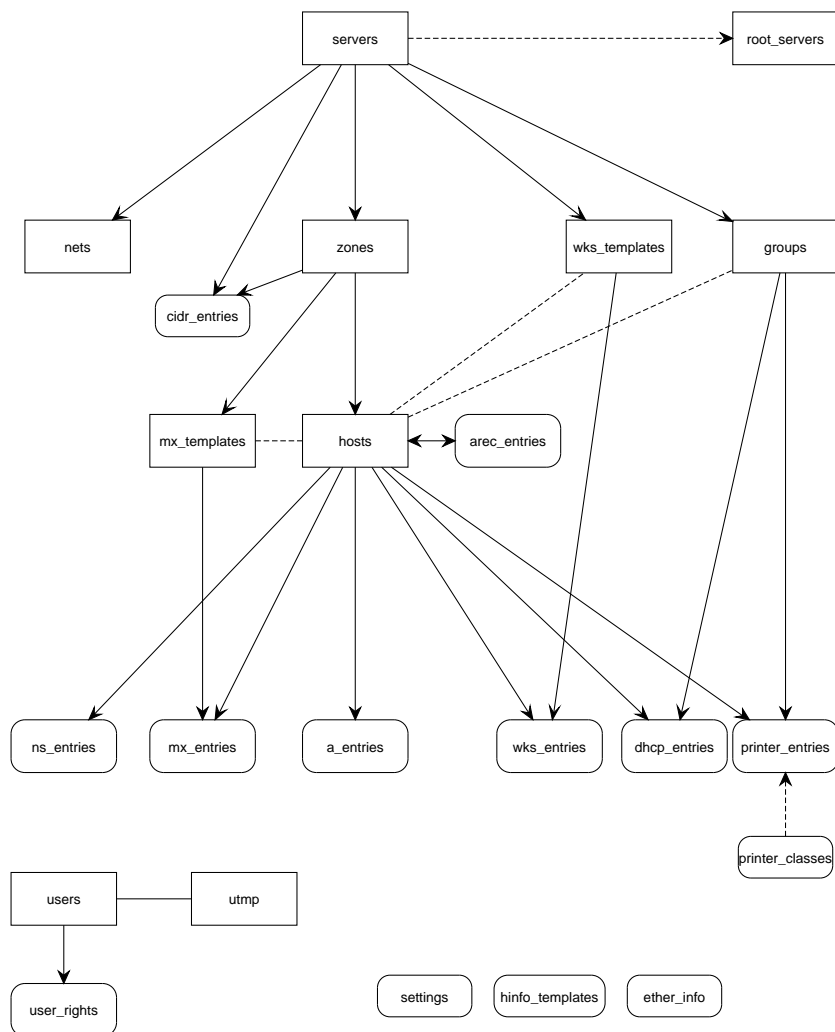 servers
root_servers
nets
zones
wks_templates
groups
cidr_entries
mx_templates
hosts
arec_entries
ns_entries
mx_entries
a_entries
wks_entries
dhcp_entries
printer_entries
printer_classes
users
utmp
user_rights
settings
hinfo_templates
ether_info